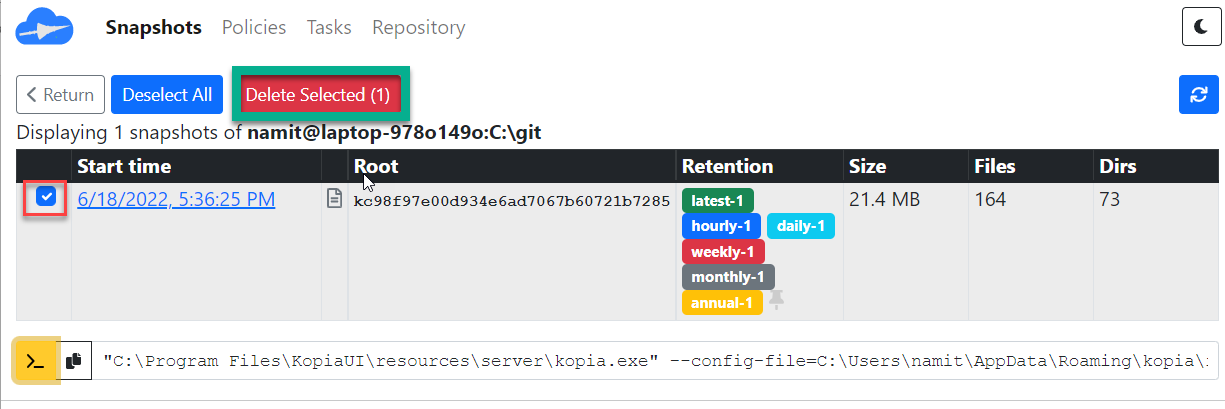 Snapshots Policies Tasks Repository
Return Deselect All Delete Selected (1)
Displaying 1 snapshots of namit@laptop-978o149o:C:\git
Start time Root Retention Size Files Dirs
6/18/2022, 5:36:25 PM kc98f97e00d934e6ad7067b60721b7285 latest-1 21.4 MB 164 73
hourly-1 daily-1
weekly-1
monthly-1
annual-1
"C:\Program Files\KopiaUI\resources\server\kopia.exe" --config-file=C:\Users\namit\AppData\Roaming\kopia\